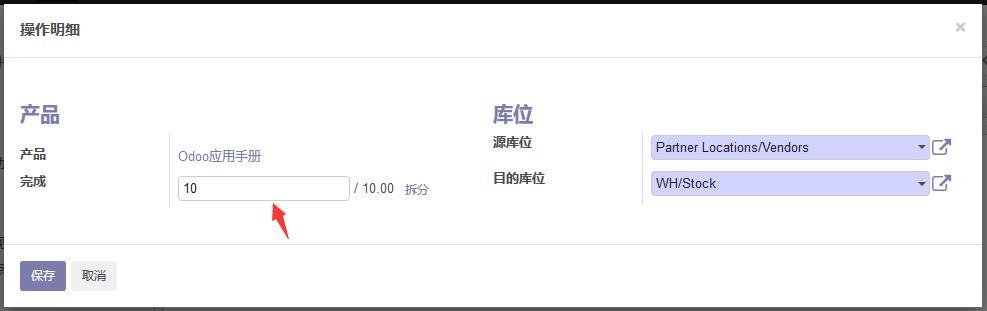 操作明细 ×
产品
产品 Odoo应用手册
完成 10 / 10.00 拆分
库位
源库位 Partner Locations/Vendors
目的库位 WH/Stock
保存 取消